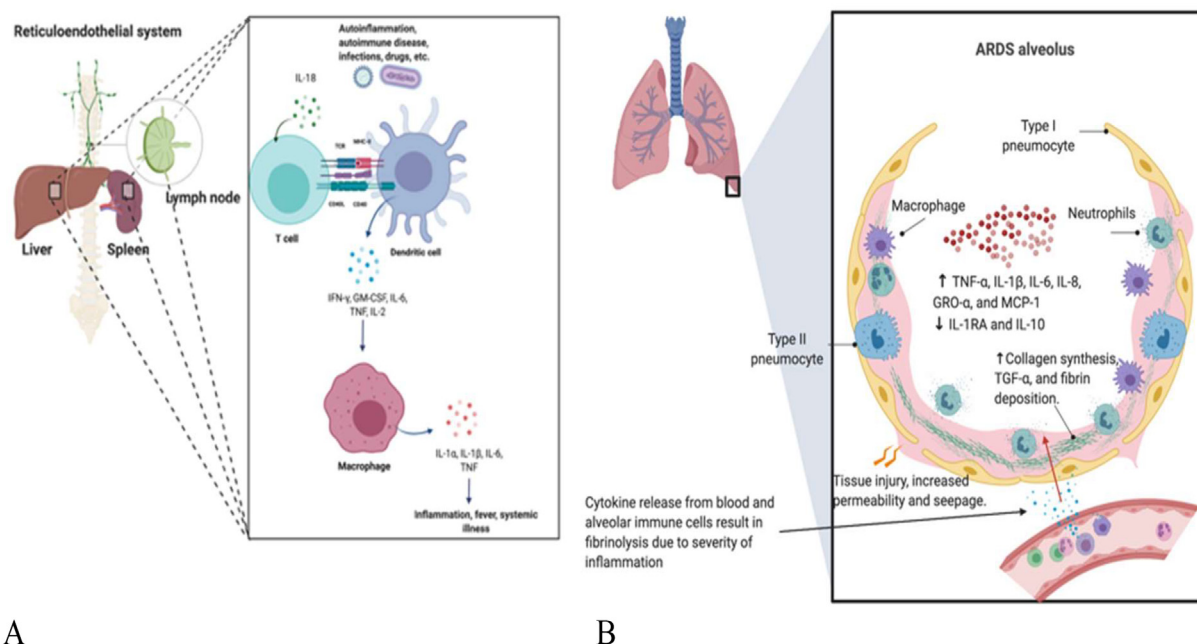 Reticuloendothelial system
Lymph node
Liver
Spleen
Autoinflammation,
autoimmune disease,
infections, drugs, etc.
IL-18
TCR
MHC-II
CD40L
CD40
T cell
Dendritic cell
IFN-γ, GM-CSF, IL-6,
TNF, IL-2
Macrophage
IL-1α, IL-1β, IL-6,
TNF
Inflammation, fever, systemic
illness
A
ARDS alveolus
Type I
pneumocyte
Macrophage
Neutrophils
↑ TNF-α, IL-1β, IL-6, IL-8,
GRO-α, and MCP-1
↓ IL-1RA and IL-10
Type II
pneumocyte
↑Collagen synthesis,
TGF-α, and fibrin
deposition.
Tissue injury, increased
permeability and seepage.
Cytokine release from blood and
alveolar immune cells result in
fibrinolysis due to severity of
inflammation
B